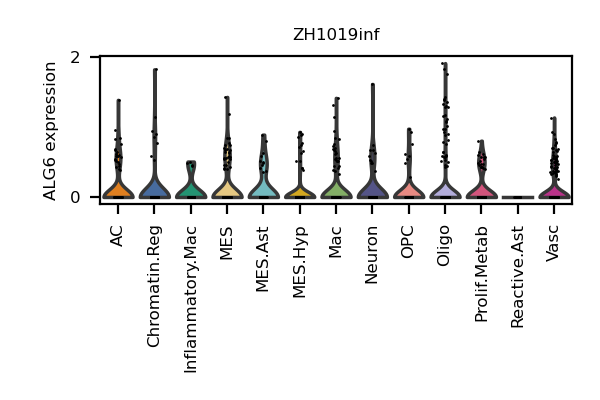 ZH1019inf
ALG6 expression
2
0
AC
Chromatin.Reg
Inflammatory.Mac
MES
MES.Ast
MES.Hyp
Mac
Neuron
OPC
Oligo
Prolif.Metab
Reactive.Ast
Vasc